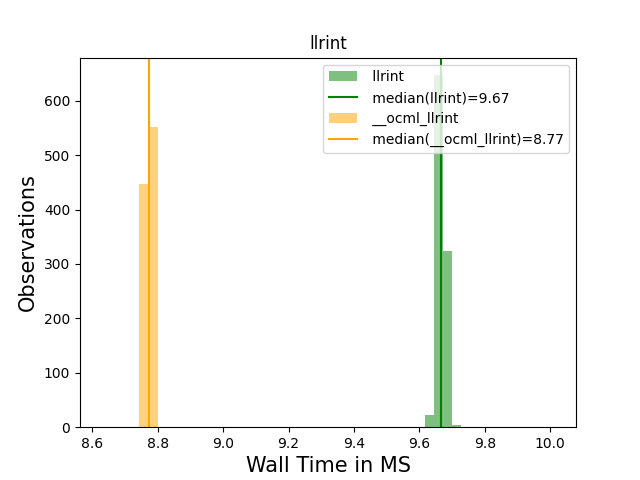 llrint
llrint
median(llrint)=9.67
__ocml_llrint
median(__ocml_llrint)=8.77
Observations
600
500
400
300
200
100
0
8.6 8.8 9.0 9.2 9.4 9.6 9.8 10.0
Wall Time in MS